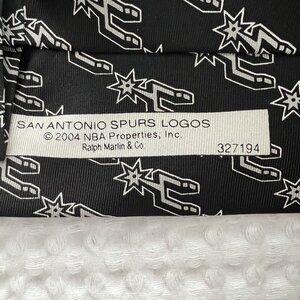 SAN ANTONIO SPURS LOGOS
© 2004 NBA Properties, Inc.
Ralph Marlin & Co.
327194